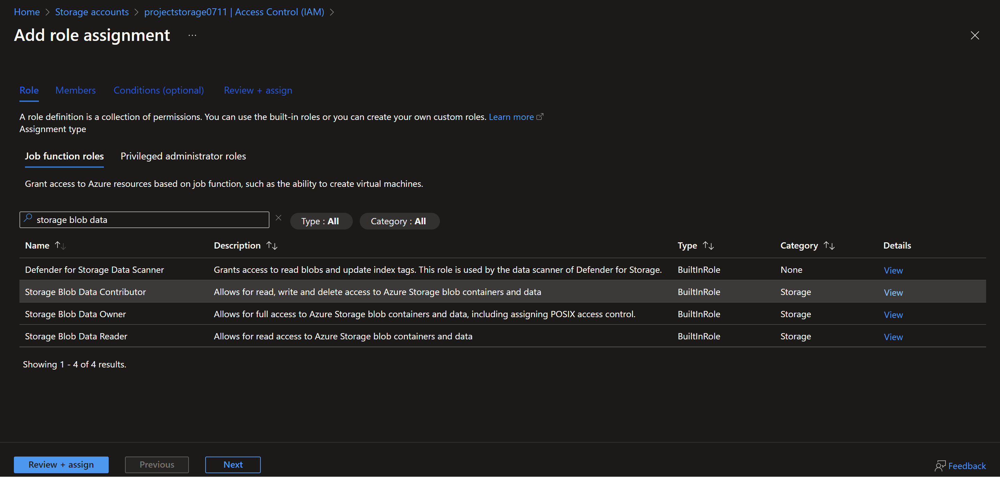 Home > Storage accounts > projectstorage0711 | Access Control (IAM) >
Add role assignment ...
Role Members Conditions (optional) Review + assign
A role definition is a collection of permissions. You can use the built-in roles or you can create your own custom roles. Learn more
Assignment type
Job function roles Privileged administrator roles
Grant access to Azure resources based on job function, such as the ability to create virtual machines.
storage blob data Type : All Category : All
Name Description Type Category Details
Defender for Storage Data Scanner Grants access to read blobs and update index tags. This role is used by the data scanner of Defender for Storage. BuiltInRole None View
Storage Blob Data Contributor Allows for read, write and delete access to Azure Storage blob containers and data BuiltInRole Storage View
Storage Blob Data Owner Allows for full access to Azure Storage blob containers and data, including assigning POSIX access control. BuiltInRole Storage View
Storage Blob Data Reader Allows for read access to Azure Storage blob containers and data BuiltInRole Storage View
Showing 1 - 4 of 4 results.
Review + assign Previous Next Feedback